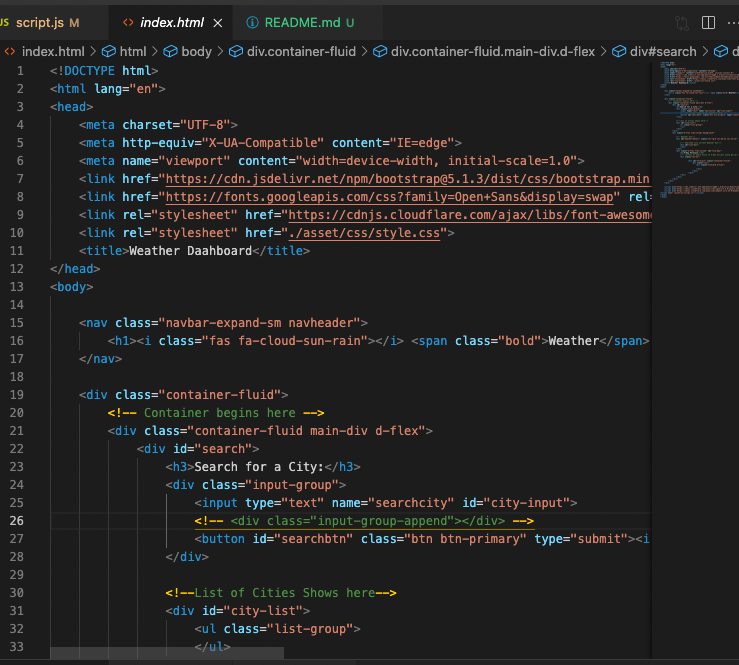 JS script.js M <> index.html × ⓘ README.md U
<> index.html > html > body > div.container-fluid > div.container-fluid.main-div.d-flex > div#search > d
1 <!DOCTYPE html>
2 <html lang="en">
3 <head>
4 <meta charset="UTF-8">
5 <meta http-equiv="X-UA-Compatible" content="IE=edge">
6 <meta name="viewport" content="width=device-width, initial-scale=1.0">
7 <link href="https://cdn.jsdelivr.net/npm/bootstrap@5.1.3/dist/css/bootstrap.min
8 <link href="https://fonts.googleapis.com/css?family=Open+Sans&display=swap" rel=
9 <link rel="stylesheet" href="https://cdnjs.cloudflare.com/ajax/libs/font-awesom
10 <link rel="stylesheet" href="./asset/css/style.css">
11 <title>Weather Daahboard</title>
12 </head>
13 <body>
14
15 <nav class="navbar-expand-sm navheader">
16 <h1><i class="fas fa-cloud-sun-rain"></i> <span class="bold">Weather</span>
17 </nav>
18
19 <div class="container-fluid">
20 <!-- Container begins here -->
21 <div class="container-fluid main-div d-flex">
22 <div id="search">
23 <h3>Search for a City:</h3>
24 <div class="input-group">
25 <input type="text" name="searchcity" id="city-input">
26 <!-- <div class="input-group-append"></div> -->
27 <button id="searchbtn" class="btn btn-primary" type="submit"><i
28 </div>
29
30 <!--List of Cities Shows here-->
31 <div id="city-list">
32 <ul class="list-group">
33 </ul>